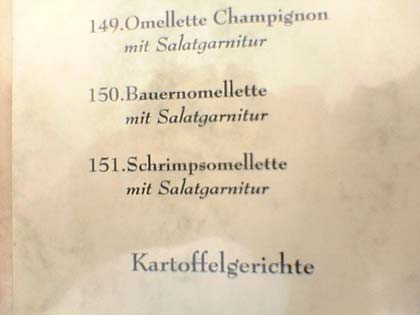 149.Omellette Champignon
mit Salatgarnitur
150.Bauernomellette
mit Salatgarnitur
151.Schrimpsomellette
mit Salatgarnitur
Kartoffelgerichte